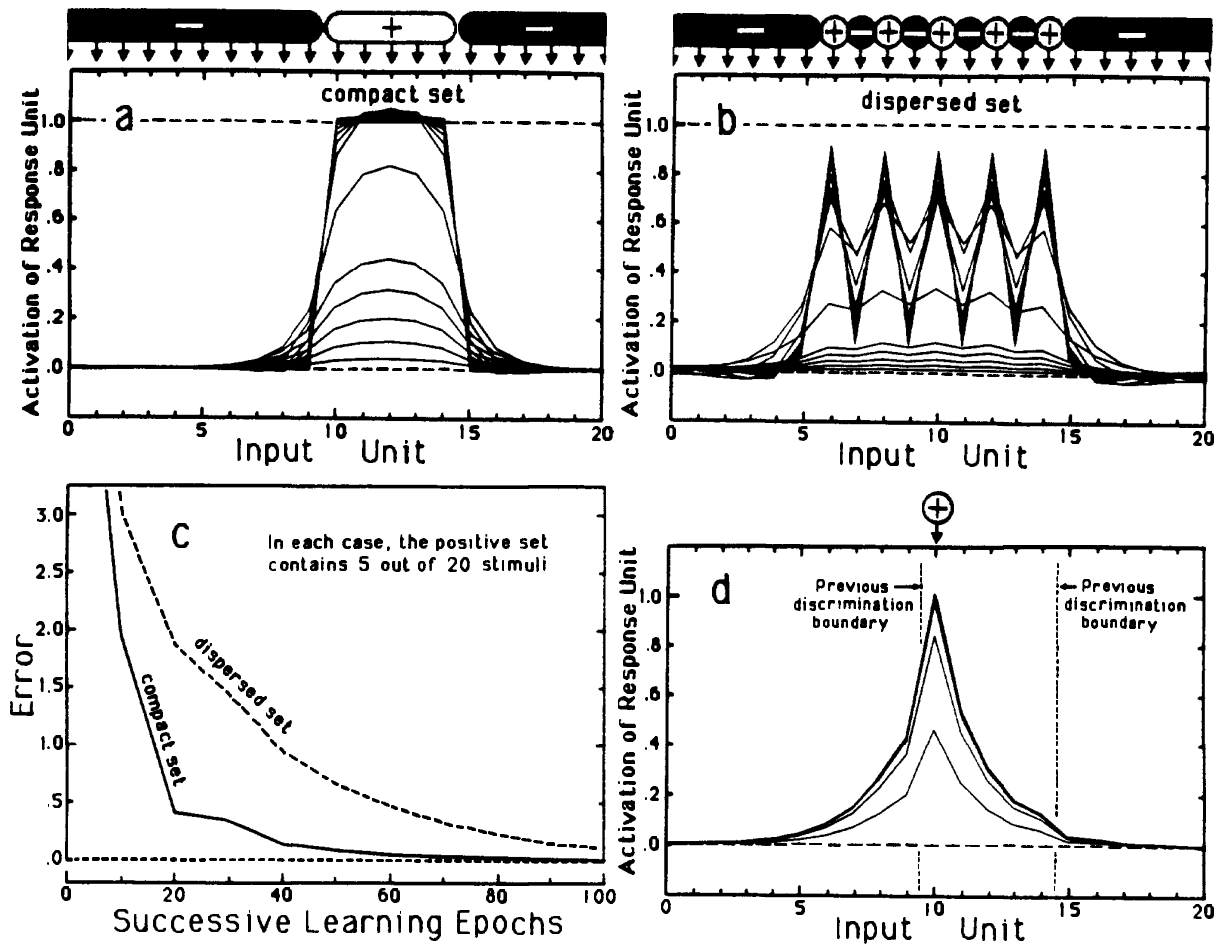 − + −
a
compact set
Activation of Response Unit
1.0
.8
.6
.4
.2
.0
0 5 10 15 20
Input Unit
− + − + − + − + − + −
b
dispersed set
Activation of Response Unit
1.0
.8
.6
.4
.2
.0
0 5 10 15 20
Input Unit
c
In each case, the positive set
contains 5 out of 20 stimuli
Error
3.0
2.5
2.0
1.5
1.0
.5
.0
dispersed set
compact set
0 20 40 60 80 100
Successive Learning Epochs
+
d
Previous
discrimination
boundary
Previous
discrimination
boundary
Activation of Response Unit
1.0
.8
.6
.4
.2
.0
0 5 10 15 20
Input Unit